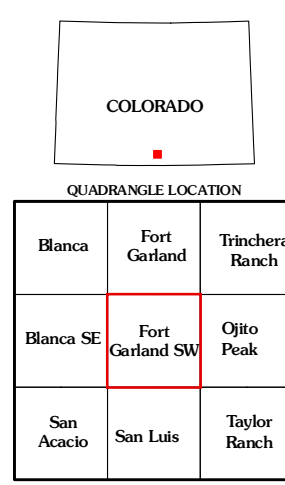 COLORADO
QUADRANGLE LOCATION
Blanca
Fort
Garland
Trinchera
Ranch
Blanca SE
Fort
Garland SW
Ojito
Peak
San
Acacio
San Luis
Taylor
Ranch